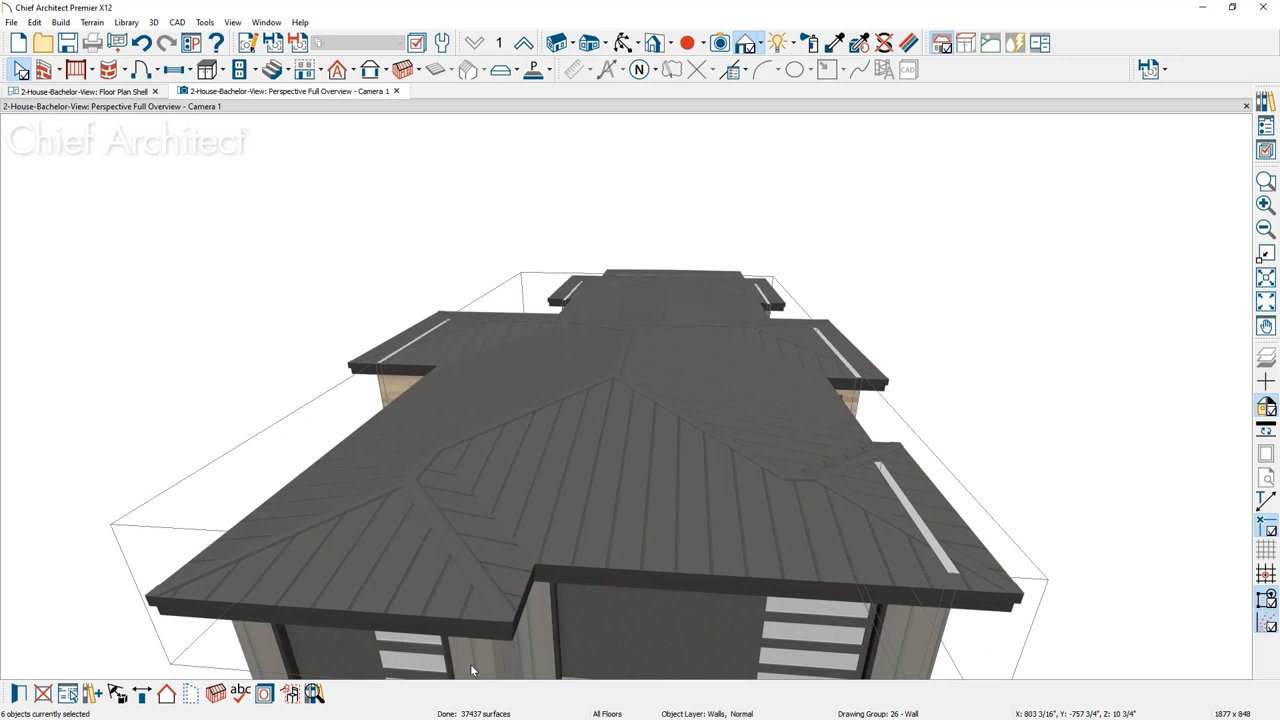 Chief Architect Premier X12
File Edit Build Terrain Library 3D CAD Tools View Window Help
1
N
A
P
CAD
2-House-Bachelor-View: Floor Plan Shell
2-House-Bachelor-View: Perspective Full Overview - Camera 1
2-House-Bachelor-View: Perspective Full Overview - Camera 1
Chief Architect
abc
6 objects currently selected
Done: 37437 surfaces
All Floors
Object Layer: Walls, Normal
Drawing Group: 26 - Wall
X: 803 3/16", Y: -757 3/4", Z: 10 3/4"
1877 x 848